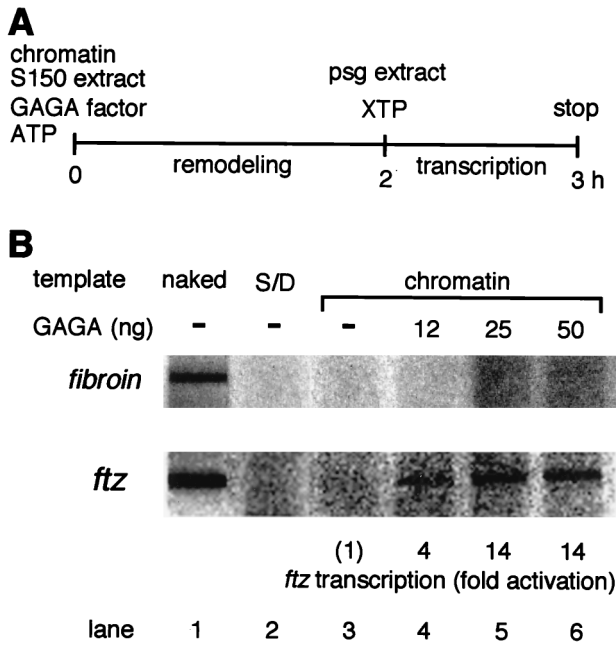 A
chromatin
S150 extract
GAGA factor
ATP
psg extract
XTP
stop
remodeling
transcription
0
2
3 h
B
template naked S/D chromatin
GAGA (ng) - - - 12 25 50
fibroin
ftz
(1) 4 14 14
ftz transcription (fold activation)
lane 1 2 3 4 5 6